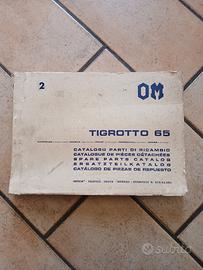 2
OM
TIGROTTO 65
CATALOGO PARTI DI RICAMBIO
CATALOGUE DE PIÈCES DÉTACHÉES
SPARE PARTS CATALOG
ERSATZTEILKATALOG
CATÁLOGO DE PIEZAS DE REPUESTO
subito